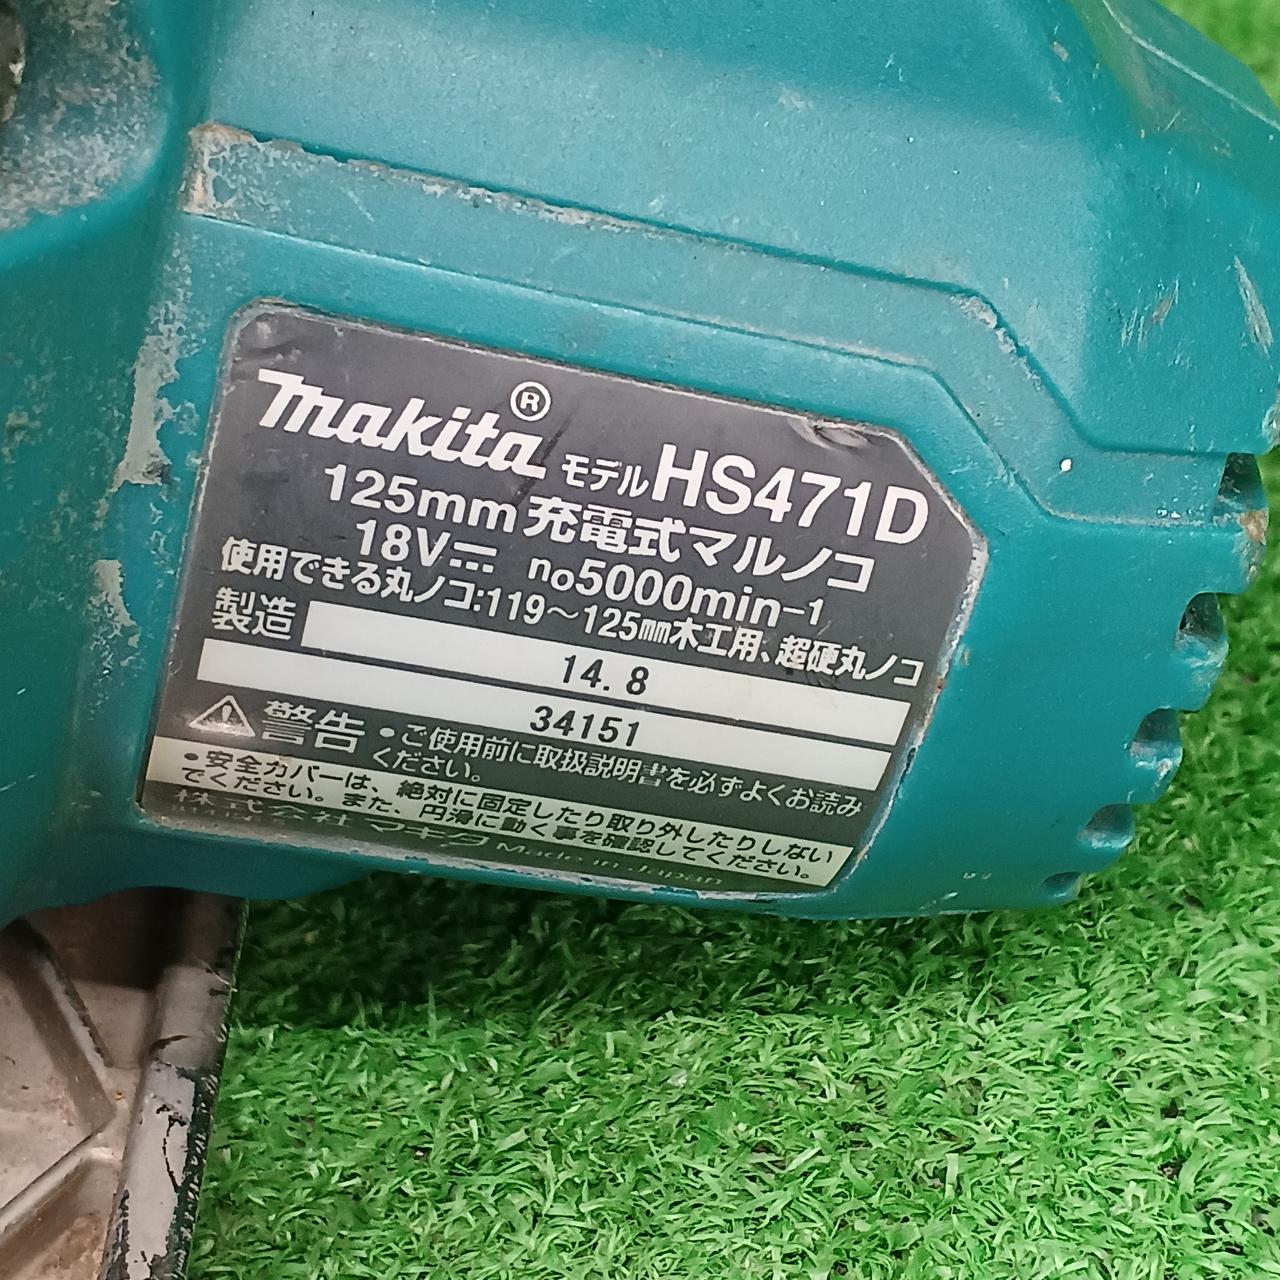 makita® モデル HS471D
125mm 充電式マルノコ
18V⎓ no5000min-1
使用できる丸ノコ:119～125mm木工用、超硬丸ノコ
製造
14.8
34151
⚠警告 •ご使用前に取扱説明書を必ずよくお読み
ください。
•安全カバーは、絶対に固定したり取り外したりしない
でください。また、円滑に動く事を確認してください。
株式会社 マキタ Made in Japan